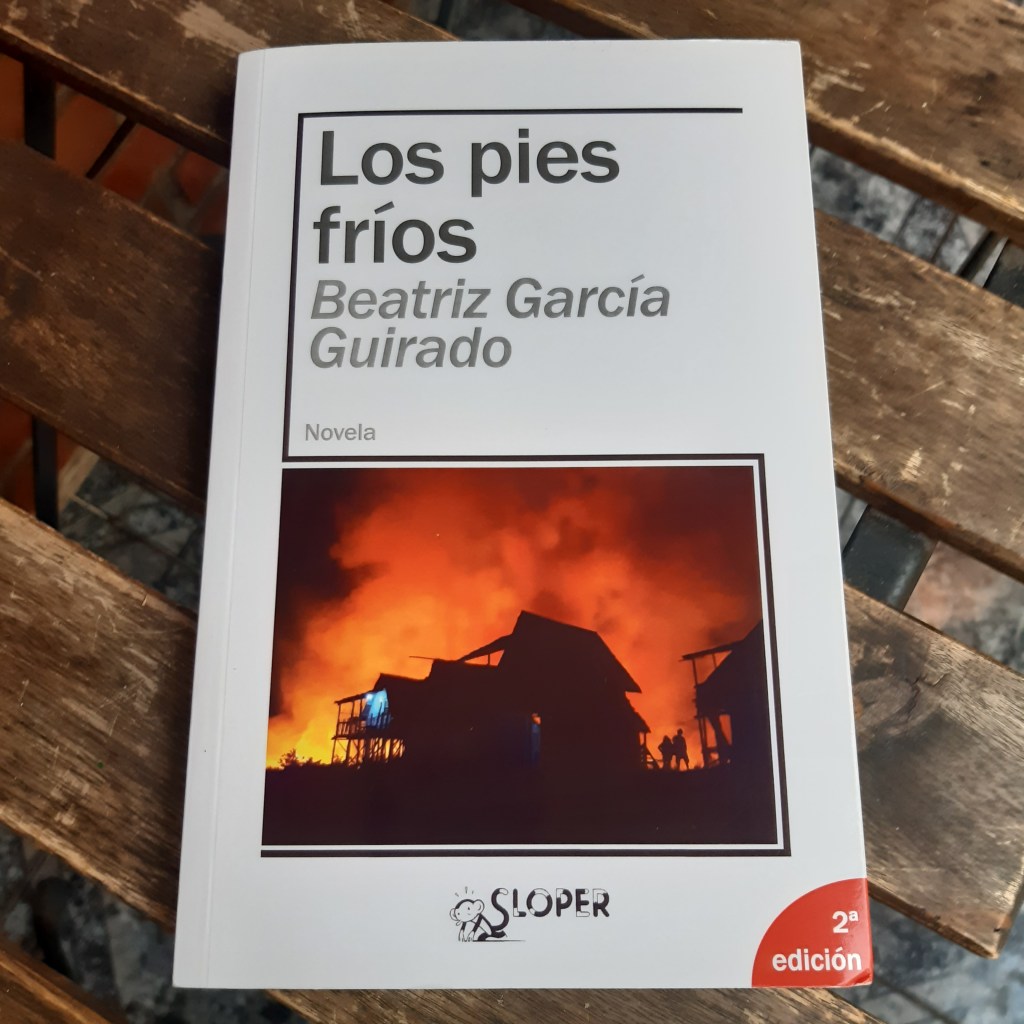 Los pies
fríos
Beatriz García
Guirado
Novela
SLOPER
2ª
edición